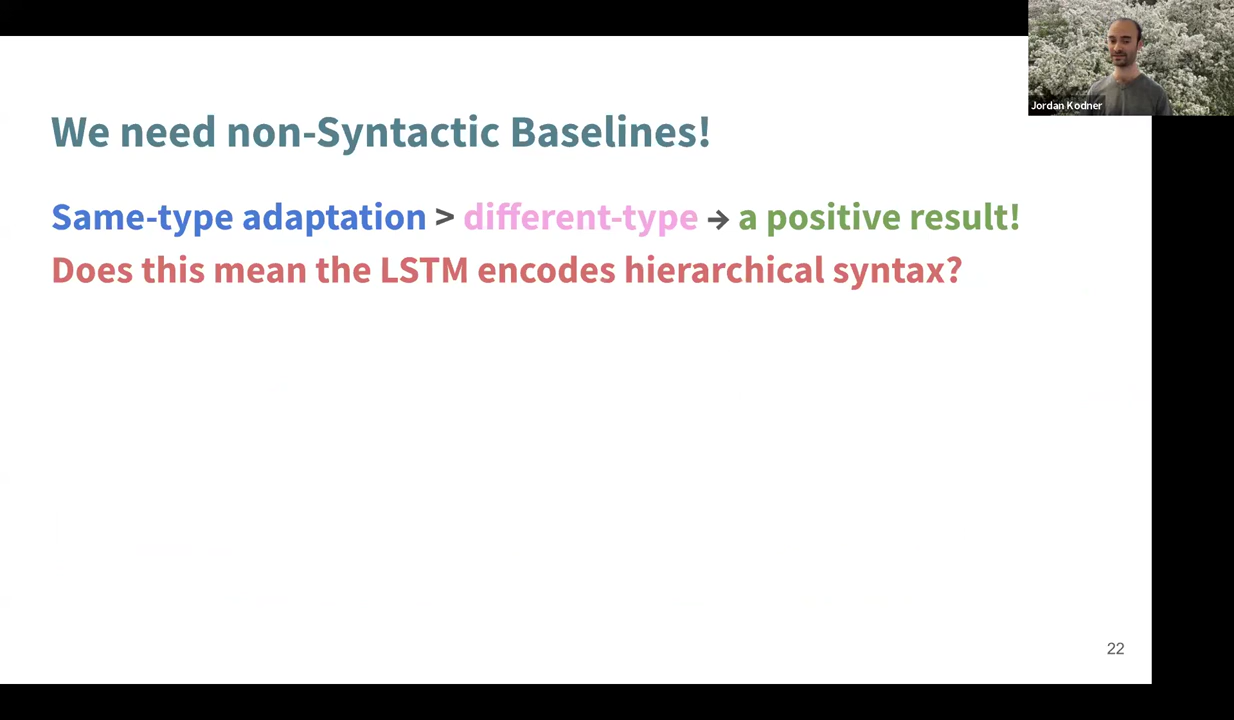 Jordan Kodner
We need non-Syntactic Baselines!
Same-type adaptation > different-type → a positive result!
Does this mean the LSTM encodes hierarchical syntax?
22